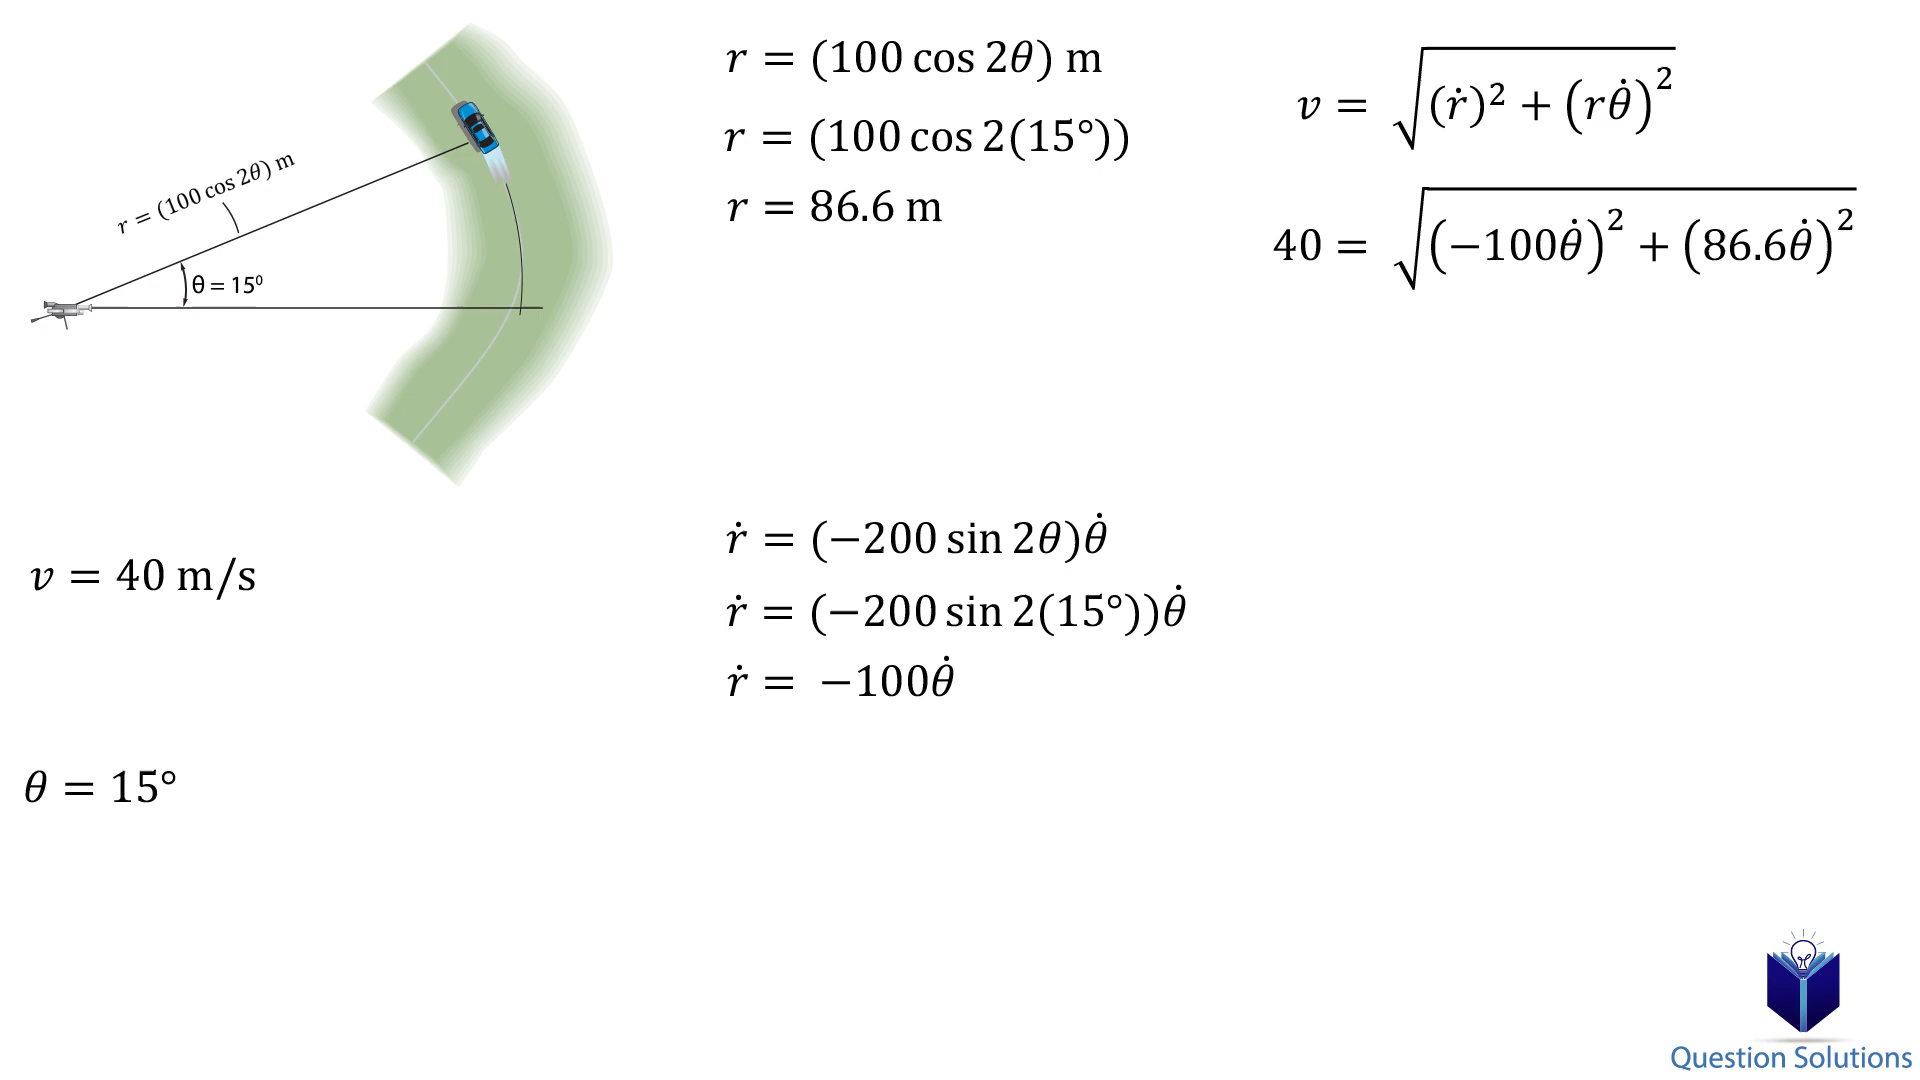 r = (100 cos 2θ) m
θ = 15⁰
v = 40 m/s
θ = 15°
r = (100 cos 2θ) m
r = (100 cos 2(15°))
r = 86.6 m
ṙ = (−200 sin 2θ)θ̇
ṙ = (−200 sin 2(15°))θ̇
ṙ = −100θ̇
v = √((ṙ)² + (rθ̇)²)
40 = √((−100θ̇)² + (86.6θ̇)²)
Question Solutions